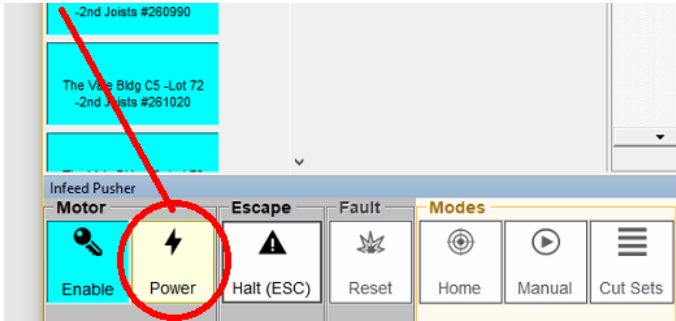 -2nd Joists #260990
The Vale Bldg C5 -Lot 72
-2nd Joists #261020
Infeed Pusher
Motor
Escape
Fault
Modes
Enable
Power
Halt (ESC)
Reset
Home
Manual
Cut Sets